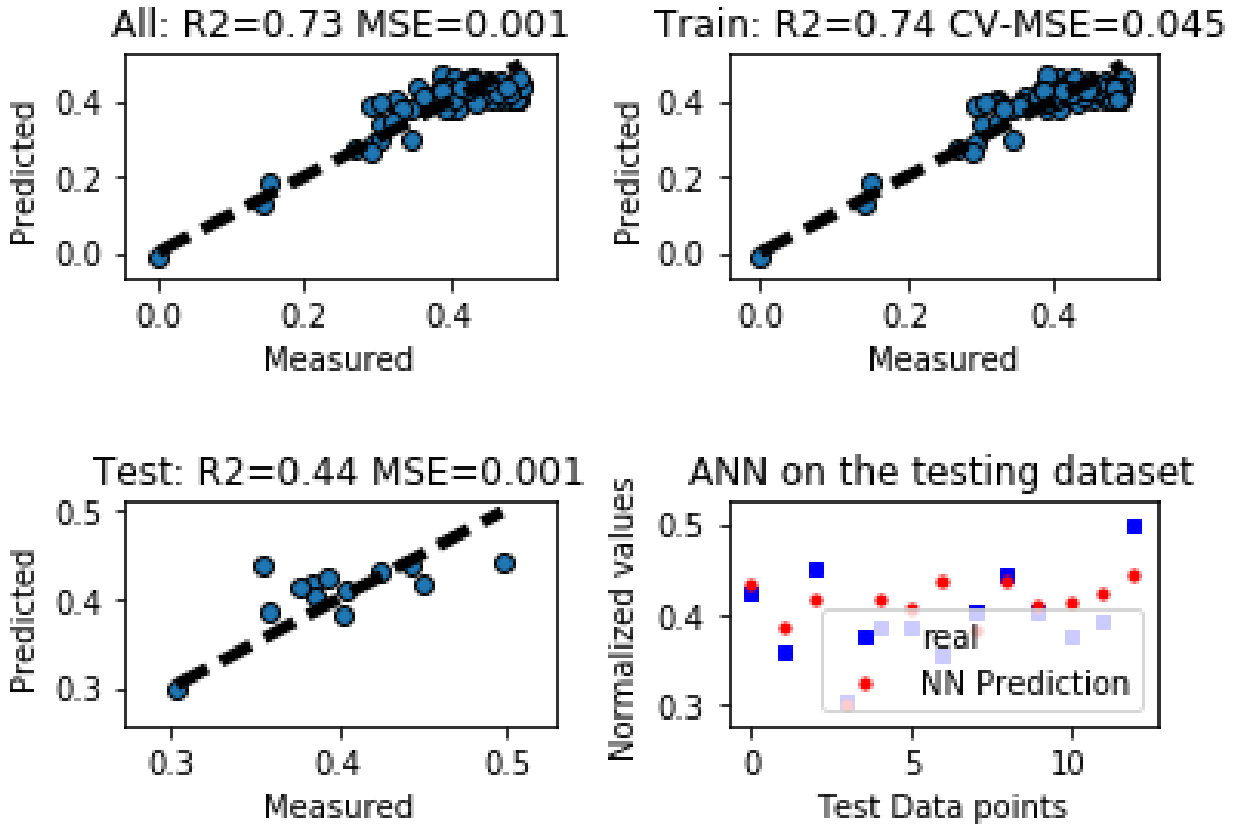 All: R2=0.73 MSE=0.001
Predicted
0.4
0.2
0.0
0.0 0.2 0.4
Measured
Train: R2=0.74 CV-MSE=0.045
Predicted
0.4
0.2
0.0
0.0 0.2 0.4
Measured
Test: R2=0.44 MSE=0.001
Predicted
0.5
0.4
0.3
0.3 0.4 0.5
Measured
ANN on the testing dataset
Normalized values
0.5
0.4
0.3
real
NN Prediction
0 5 10
Test Data points